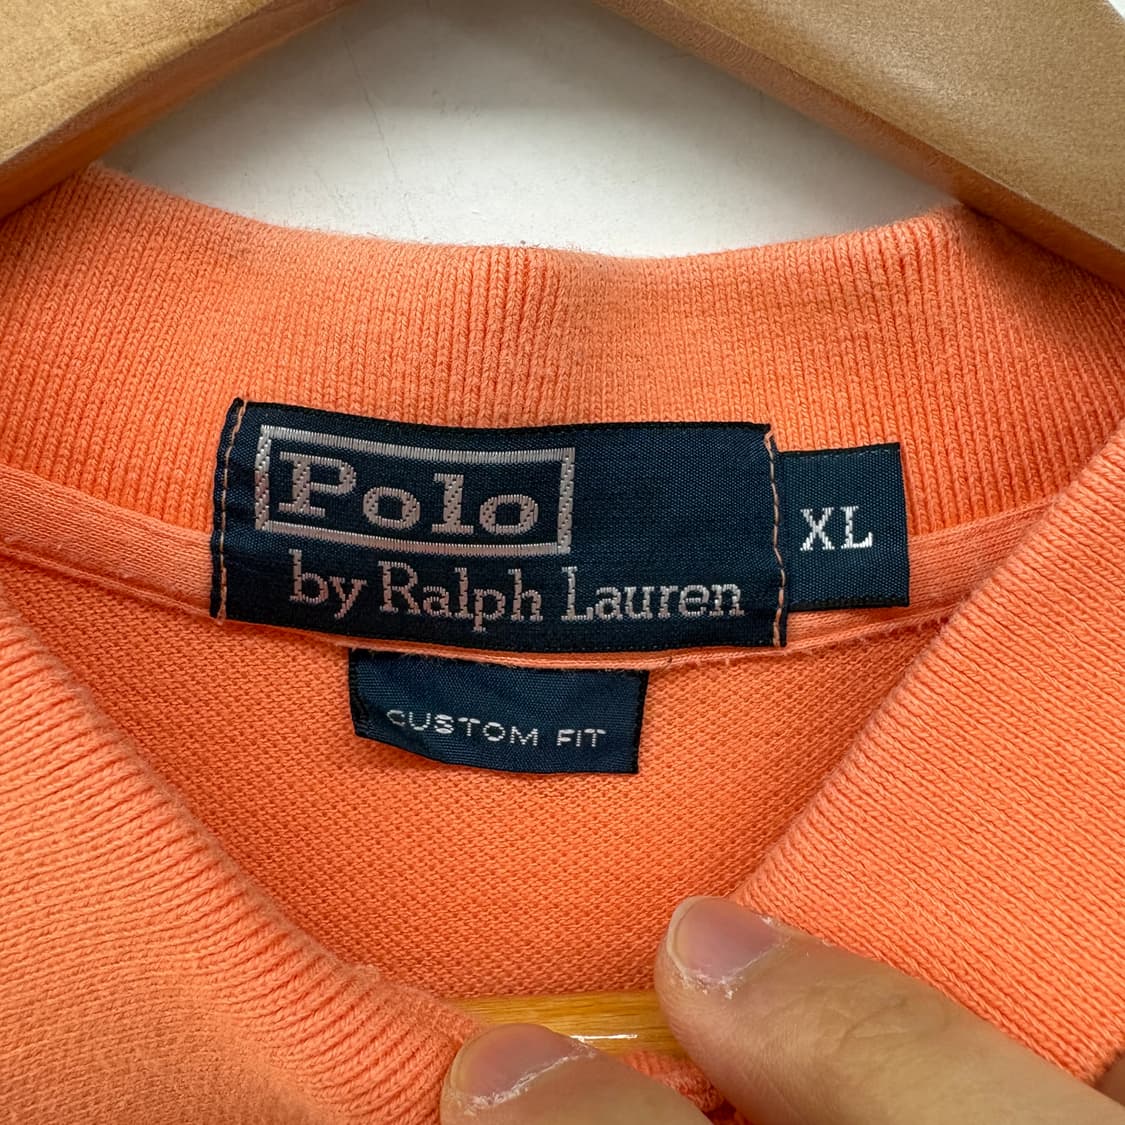 Polo
by Ralph Lauren
XL
CUSTOM FIT